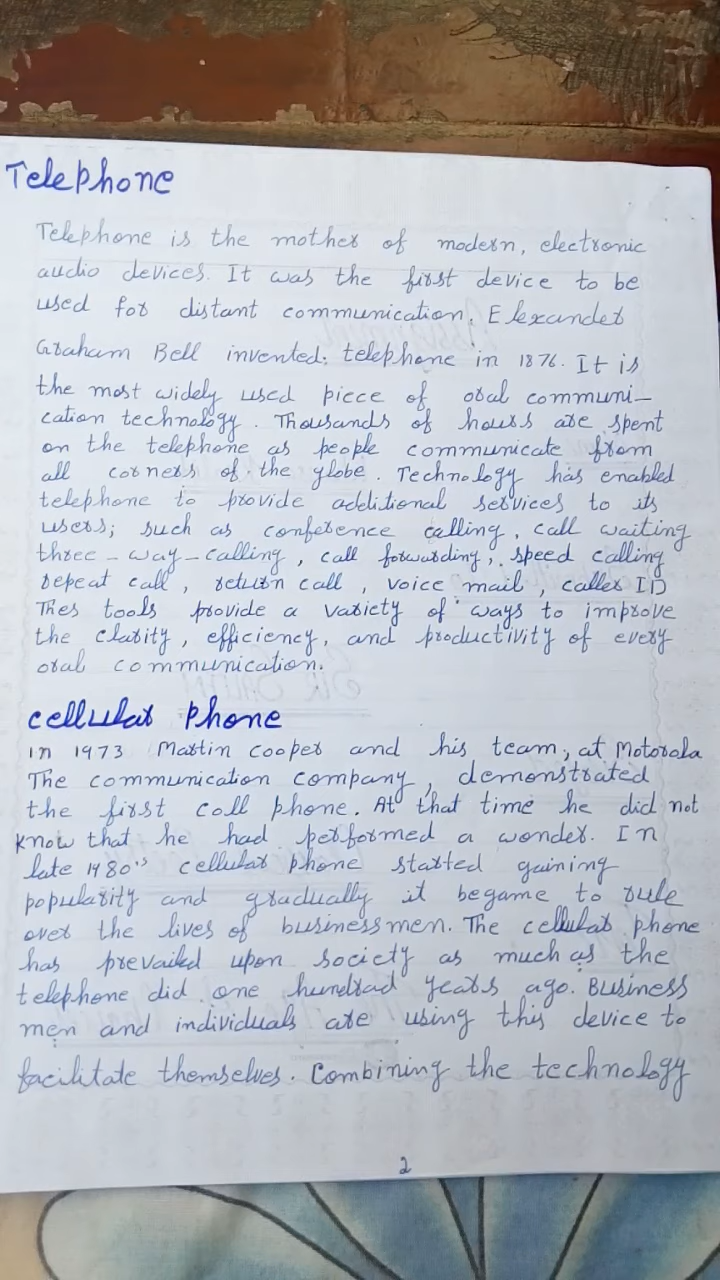 Telephone
Telephone is the mother of modern, electronic
audio devices. It was the first device to be
used for distant communication. Elexander
Graham Bell invented. telephone in 1876. It is
the most widely used piece of oral communi-
cation technology. Thousands of hours are spent
on the telephone as people communicate from
all corners of the globe. Technology has enabled
telephone to provide additional services to its
users; such as conference calling, call waiting
three-way-calling, call forwarding, speed calling
repeat call, return call, voice mail, caller ID
Thes tools provide a variety of ways to improve
the clarity, efficiency, and productivity of every
oral communication.
cellular phone
in 1973 Martin cooper and his team, at Motorola
The communication company, demonstrated
the first coll phone. At that time he did not
know that he had performed a wonder. In
late 1980's cellular phone started gaining
popularity and gradually it begame to rule
over the lives of businessmen. The cellular phone
has prevailed upon society as much as the
telephone did one hundrad years ago. Business
men and individuals are using this device to
facilitate themselves. Combining the technology
2